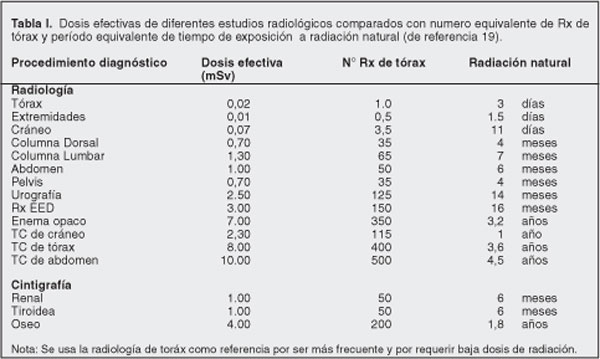 Tabla I. Dosis efectivas de diferentes estudios radiológicos comparados con numero equivalente de Rx de
tórax y período equivalente de tiempo de exposición a radiación natural (de referencia 19).
Procedimiento diagnóstico Dosis efectiva N° Rx de tórax Radiación natural
(mSv)
Radiología
Tórax 0,02 1.0 3 días
Extremidades 0,01 0,5 1.5 días
Cráneo 0,07 3,5 11 días
Columna Dorsal 0,70 35 4 meses
Columna Lumbar 1,30 65 7 meses
Abdomen 1.00 50 6 meses
Pelvis 0,70 35 4 meses
Urografía 2.50 125 14 meses
Rx EED 3.00 150 16 meses
Enema opaco 7.00 350 3,2 años
TC de cráneo 2,30 115 1 año
TC de tórax 8.00 400 3,6 años
TC de abdomen 10.00 500 4,5 años
Cintigrafía
Renal 1.00 50 6 meses
Tiroidea 1.00 50 6 meses
Oseo 4.00 200 1,8 años
Nota: Se usa la radiología de toráx como referencia por ser más frecuente y por requerir baja dosis de radiación.